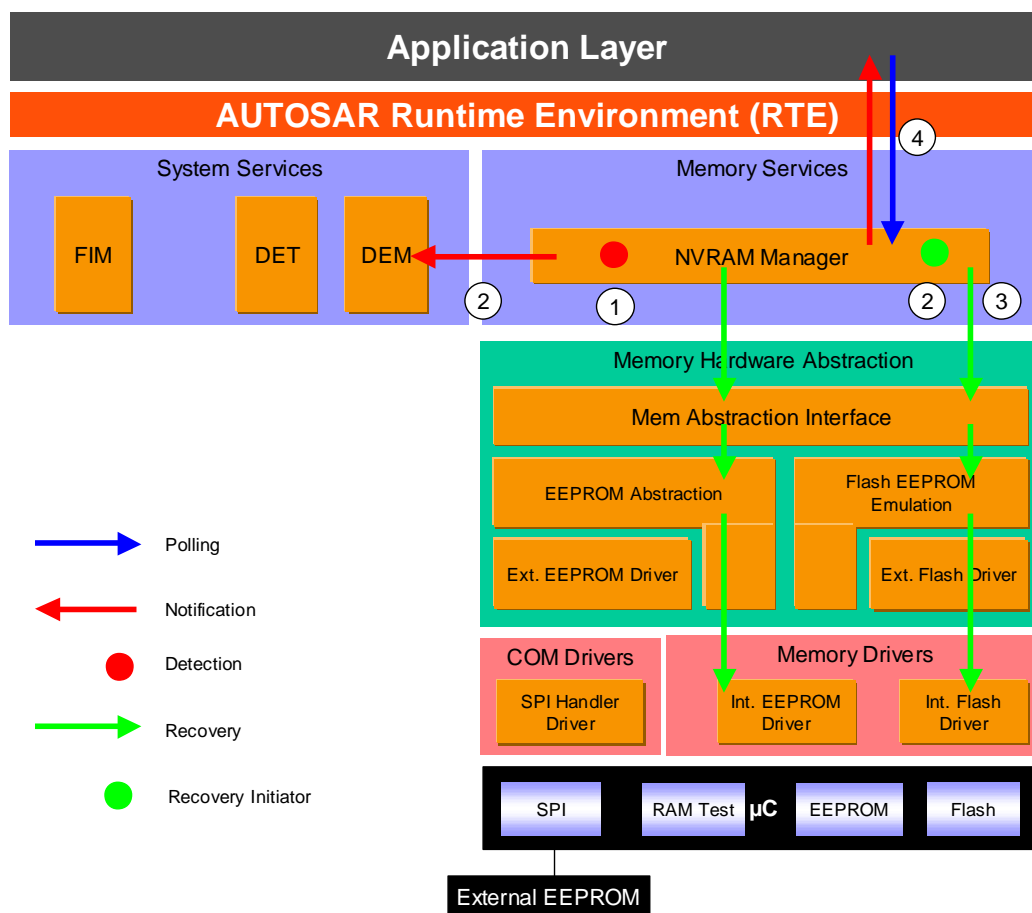 Application Layer
AUTOSAR Runtime Environment (RTE)
4
System Services
Memory Services
FIM
DET
DEM
NVRAM Manager
2
1
2
3
Memory Hardware Abstraction
Mem Abstraction Interface
EEPROM Abstraction
Flash EEPROM
Emulation
Ext. EEPROM Driver
Ext. Flash Driver
Polling
Notification
Detection
Recovery
Recovery Initiator
COM Drivers
Memory Drivers
SPI Handler
Driver
Int. EEPROM
Driver
Int. Flash
Driver
SPI
RAM Test
µC
EEPROM
Flash
External EEPROM